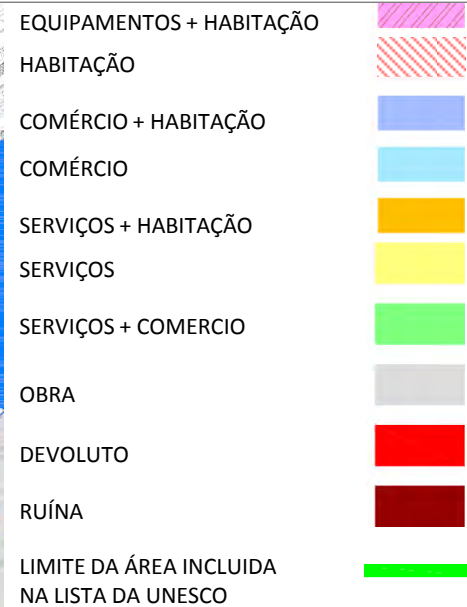 EQUIPAMENTOS + HABITAÇÃO
HABITAÇÃO
COMÉRCIO + HABITAÇÃO
COMÉRCIO
SERVIÇOS + HABITAÇÃO
SERVIÇOS
SERVIÇOS + COMERCIO
OBRA
DEVOLUTO
RUÍNA
LIMITE DA ÁREA INCLUIDA
NA LISTA DA UNESCO